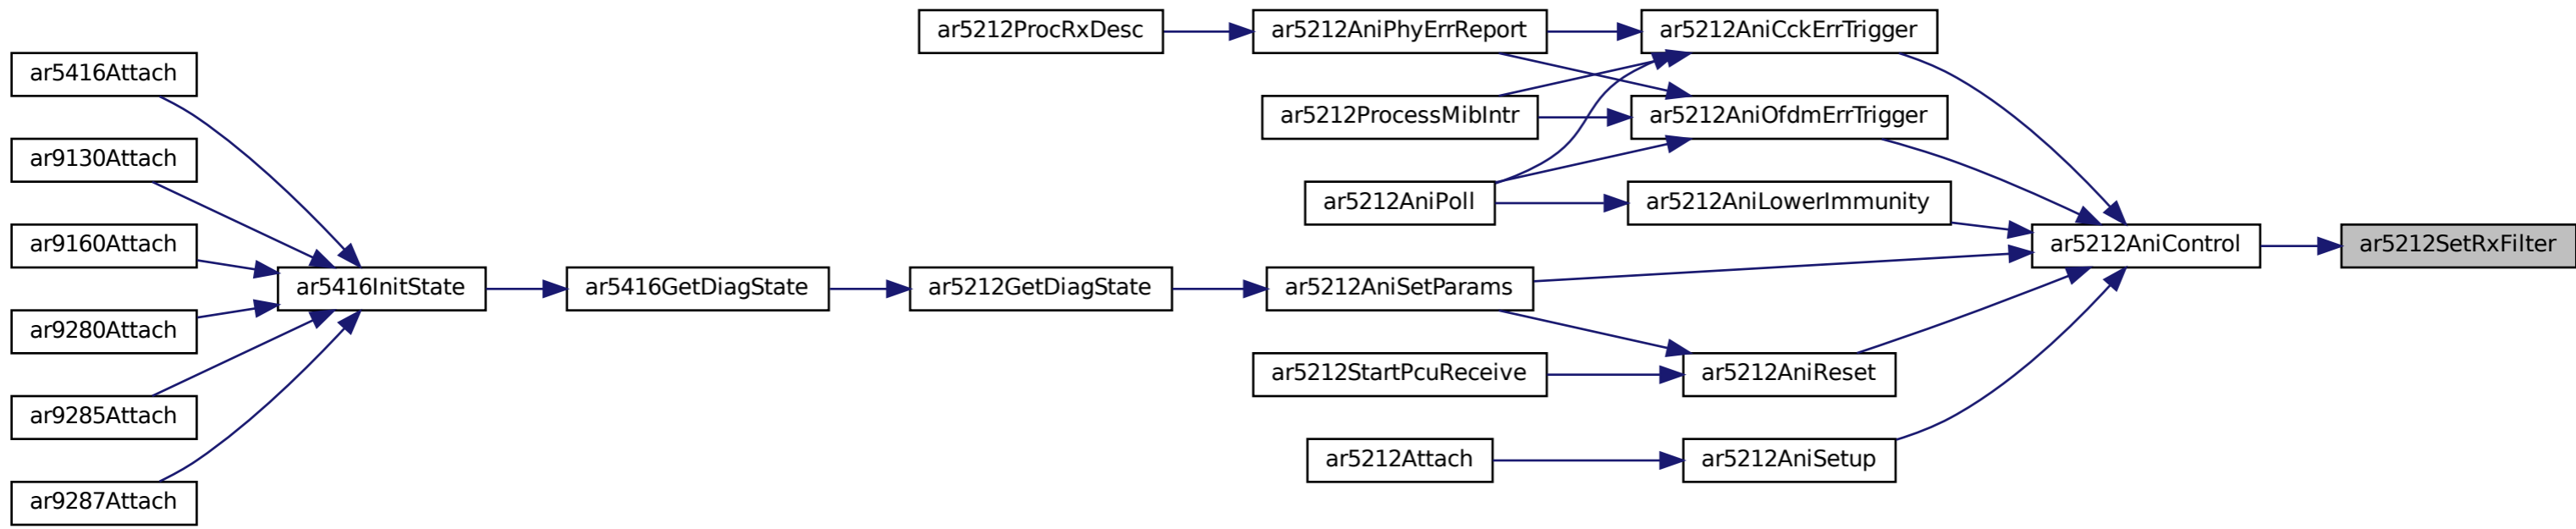 ar5416Attach
ar9130Attach
ar9160Attach
ar9280Attach
ar9285Attach
ar9287Attach
ar5416InitState
ar5416GetDiagState
ar5212ProcRxDesc
ar5212GetDiagState
ar5212AniPhyErrReport
ar5212ProcessMibIntr
ar5212AniPoll
ar5212AniSetParams
ar5212StartPcuReceive
ar5212Attach
ar5212AniCckErrTrigger
ar5212AniOfdmErrTrigger
ar5212AniLowerImmunity
ar5212AniReset
ar5212AniSetup
ar5212AniControl
ar5212SetRxFilter